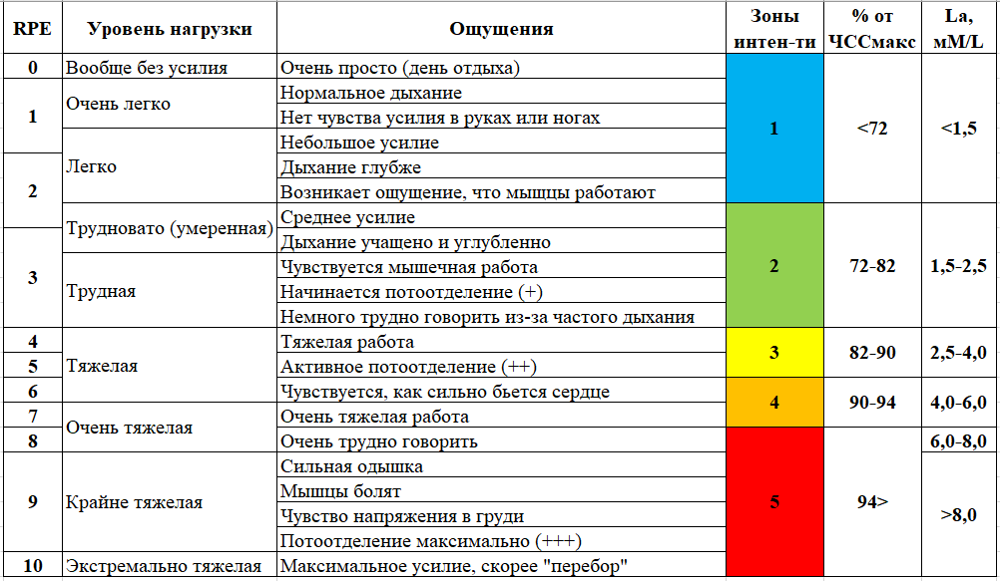 RPE Уровень нагрузки Ощущения Зоны интен-ти % от ЧССмакс La, мМ/L
0 Вообще без усилия Очень просто (день отдыха)
Очень легко Нормальное дыхание
1 Нет чувства усилия в руках или ногах
Небольшое усилие 1 <72 <1,5
Легко Дыхание глубже
2 Возникает ощущение, что мышцы работают
Трудновато (умеренная) Среднее усилие
Дыхание учащено и углубленно
3 Чувствуется мышечная работа 2 72-82 1,5-2,5
Трудная Начинается потоотделение (+)
Немного трудно говорить из-за частого дыхания
4 Тяжелая работа
5 Тяжелая Активное потоотделение (++) 3 82-90 2,5-4,0
6 Чувствуется, как сильно бьется сердце
7 Очень тяжелая Очень тяжелая работа 4 90-94 4,0-6,0
8 Очень трудно говорить 6,0-8,0
Сильная одышка
9 Крайне тяжелая Мышцы болят 5 94> >8,0
Чувство напряжения в груди
Потоотделение максимально (+++)
10 Экстремально тяжелая Максимальное усилие, скорее "перебор"